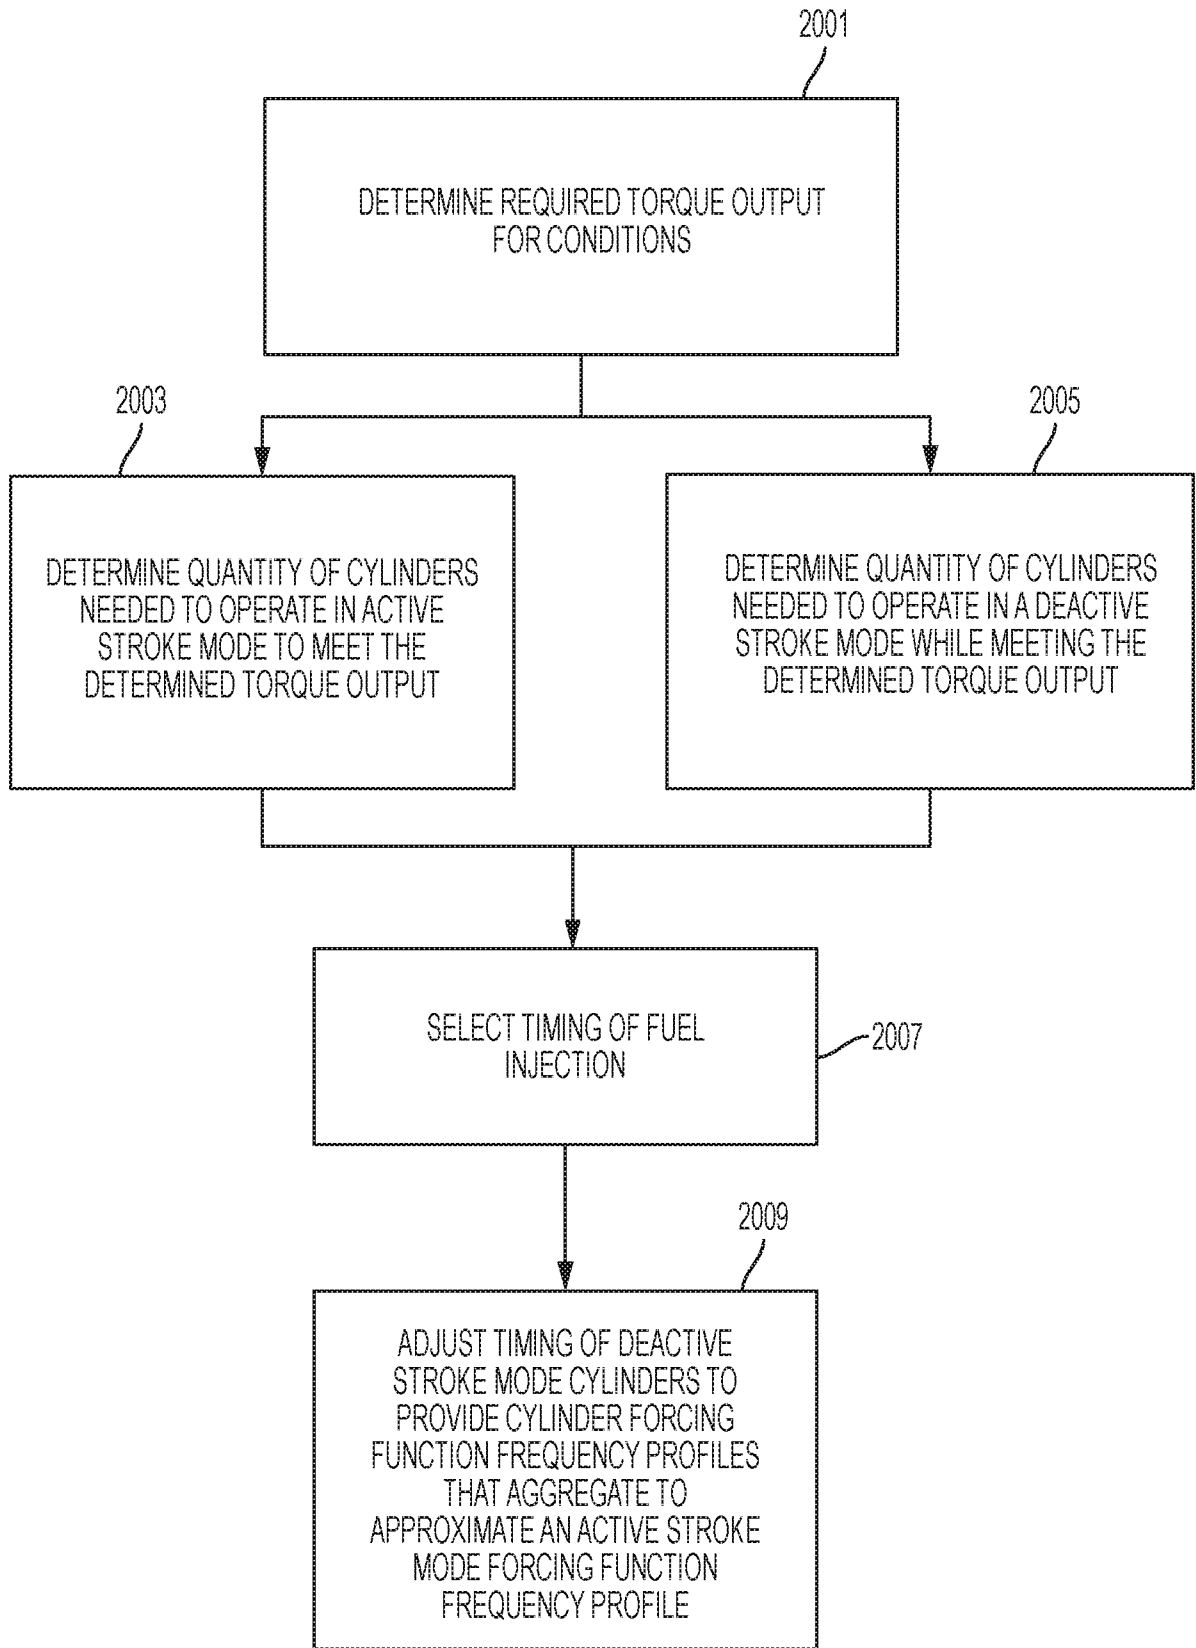 2001
DETERMINE REQUIRED TORQUE OUTPUT
FOR CONDITIONS
2003
DETERMINE QUANTITY OF CYLINDERS
NEEDED TO OPERATE IN ACTIVE
STROKE MODE TO MEET THE
DETERMINED TORQUE OUTPUT
2005
DETERMINE QUANTITY OF CYLINDERS
NEEDED TO OPERATE IN A DEACTIVE
STROKE MODE WHILE MEETING THE
DETERMINED TORQUE OUTPUT
SELECT TIMING OF FUEL
INJECTION
2007
2009
ADJUST TIMING OF DEACTIVE
STROKE MODE CYLINDERS TO
PROVIDE CYLINDER FORCING
FUNCTION FREQUENCY PROFILES
THAT AGGREGATE TO
APPROXIMATE AN ACTIVE STROKE
MODE FORCING FUNCTION
FREQUENCY PROFILE